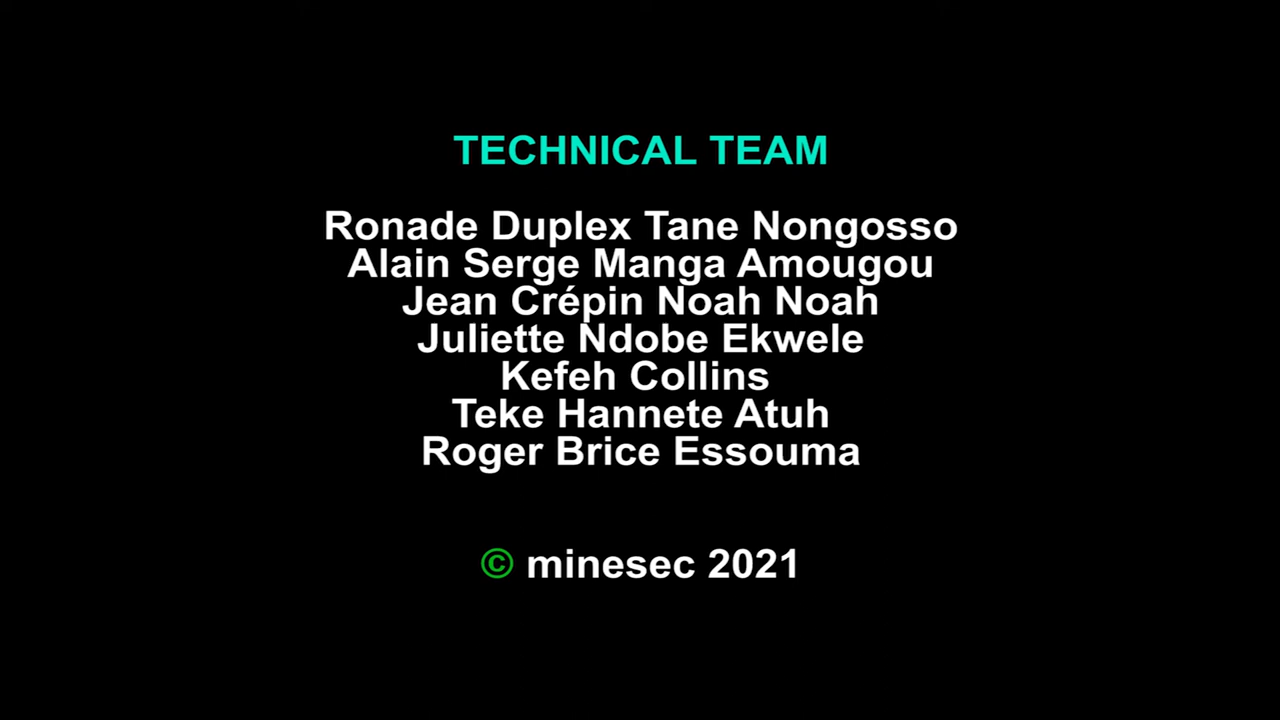 TECHNICAL TEAM
Ronade Duplex Tane Nongosso
Alain Serge Manga Amougou
Jean Crépin Noah Noah
Juliette Ndobe Ekwele
Kefeh Collins
Teke Hannete Atuh
Roger Brice Essouma
© minesec 2021